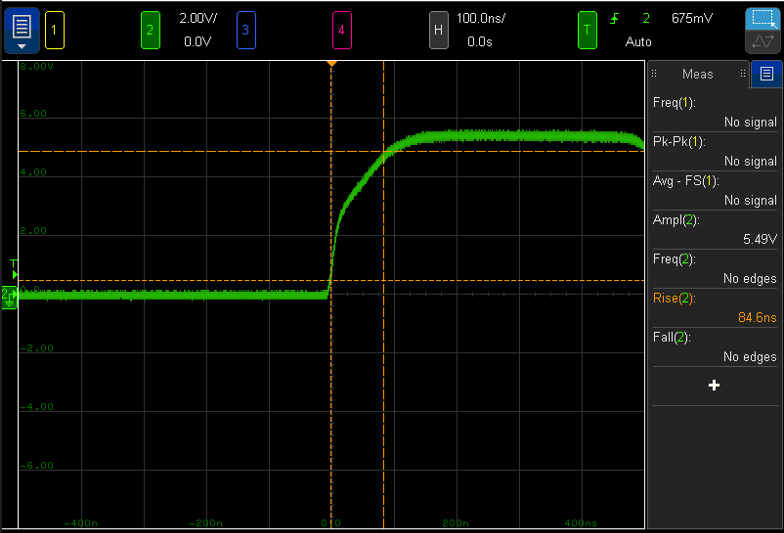 1 2 2.00V/ 3 4 H 100.0ns/ T 2 675mV
0.0V 0.0s Auto
Meas
8.00V
6.00
4.00
2.00
T
2 0.0
-2.00
-4.00
-6.00
-400n -200n 0.0 200n 400ns
Freq(1):
No signal
Pk-Pk(1):
No signal
Avg - FS(1):
No signal
Ampl(2):
5.49V
Freq(2):
No edges
Rise(2):
84.6ns
Fall(2):
No edges
+